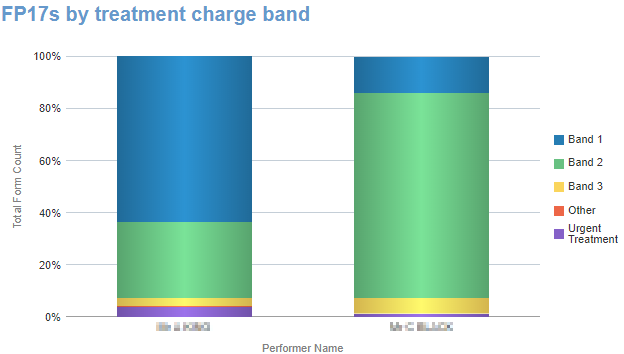 FP17s by treatment charge band
100%
80%
60%
40%
20%
0%
Total Form Count
Performer Name
Band 1
Band 2
Band 3
Other
Urgent
Treatment